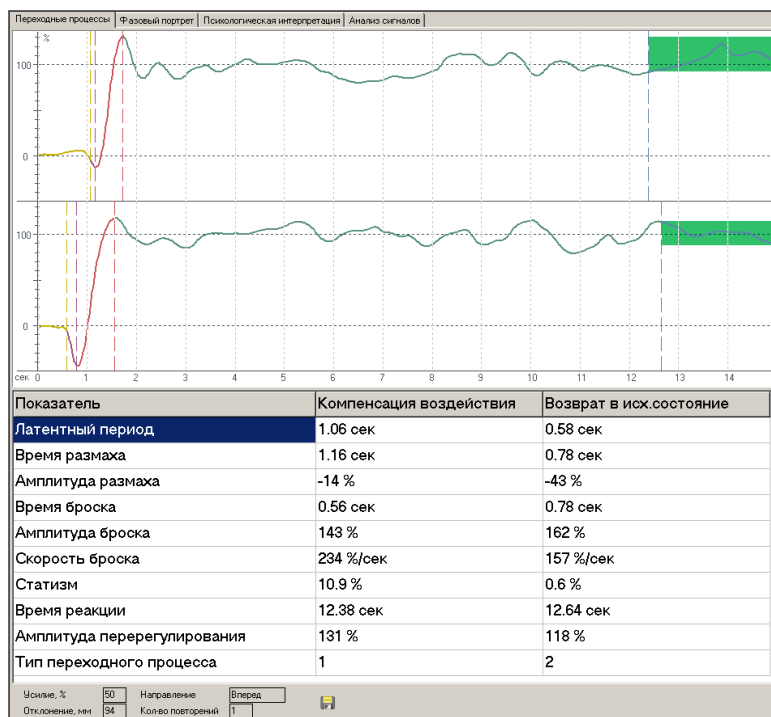 Переходные процессы Фазовый портрет Психологическая интерпретация Анализ сигналов
%
100
0
100
0
сек 0 1 2 3 4 5 6 7 8 9 10 11 12 13 14
Показатель Компенсация воздействия Возврат в исх.состояние
Латентный период 1.06 сек 0.58 сек
Время размаха 1.16 сек 0.78 сек
Амплитуда размаха -14 % -43 %
Время броска 0.56 сек 0.78 сек
Амплитуда броска 143 % 162 %
Скорость броска 234 %/сек 157 %/сек
Статизм 10.9 % 0.6 %
Время реакции 12.38 сек 12.64 сек
Амплитуда перерегулирования 131 % 118 %
Тип переходного процесса 1 2
Усилие, % 50 Направление Вперед
Отклонение, мм 94 Кол-во повторений 1